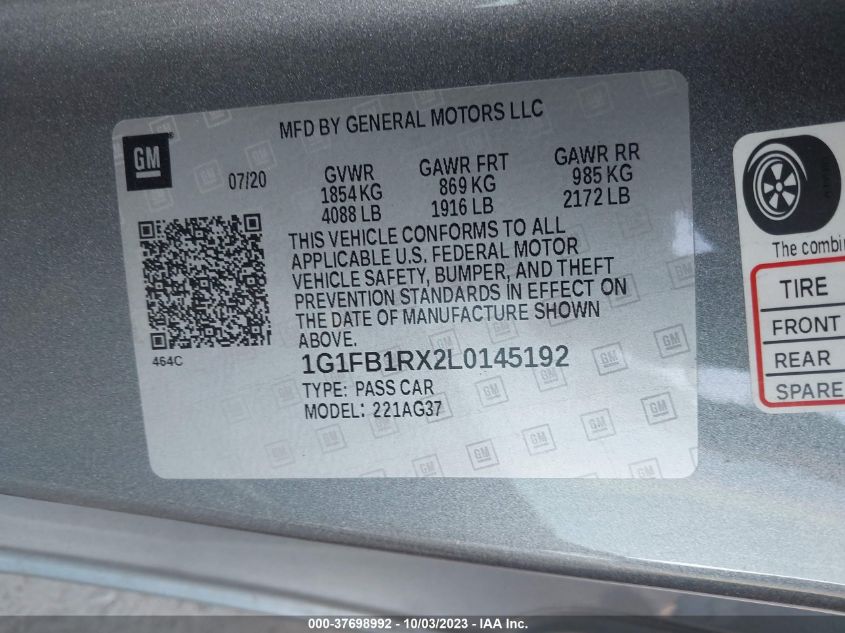 MFD BY GENERAL MOTORS LLC
GM
07/20
GVWR GAWR FRT GAWR RR
1854 KG 869 KG 985 KG
4088 LB 1916 LB 2172 LB
THIS VEHICLE CONFORMS TO ALL
APPLICABLE U.S. FEDERAL MOTOR
VEHICLE SAFETY, BUMPER, AND THEFT
PREVENTION STANDARDS IN EFFECT ON
THE DATE OF MANUFACTURE SHOWN
ABOVE.
464C
1G1FB1RX2L0145192
TYPE: PASS CAR
MODEL: 221AG37
The combin
TIRE
FRONT
REAR
SPARE
000-37698992 - 10/03/2023 - IAA Inc.